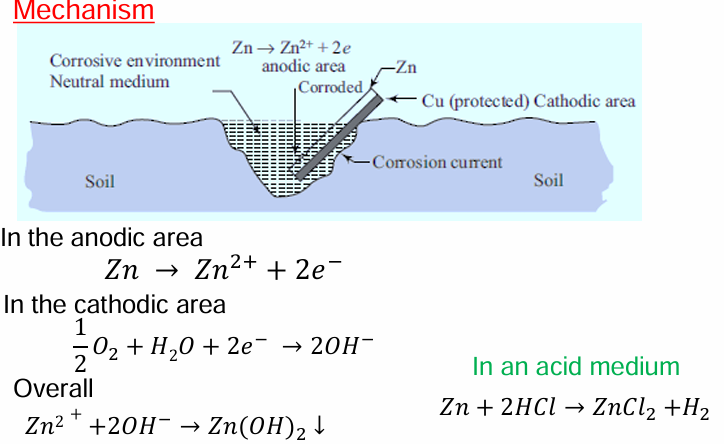 Mechanism
Zn → Zn²⁺ + 2e
Corrosive environment
anodic area
Zn
Neutral medium
Corroded
Cu (protected) Cathodic area
Corrosion current
Soil
Soil
In the anodic area
Zn → Zn²⁺ + 2e⁻
In the cathodic area
1/2 O₂ + H₂O + 2e⁻ → 2OH⁻
In an acid medium
Overall
Zn + 2HCl → ZnCl₂ +H₂
Zn² ⁺ +2OH⁻ → Zn(OH)₂ ↓